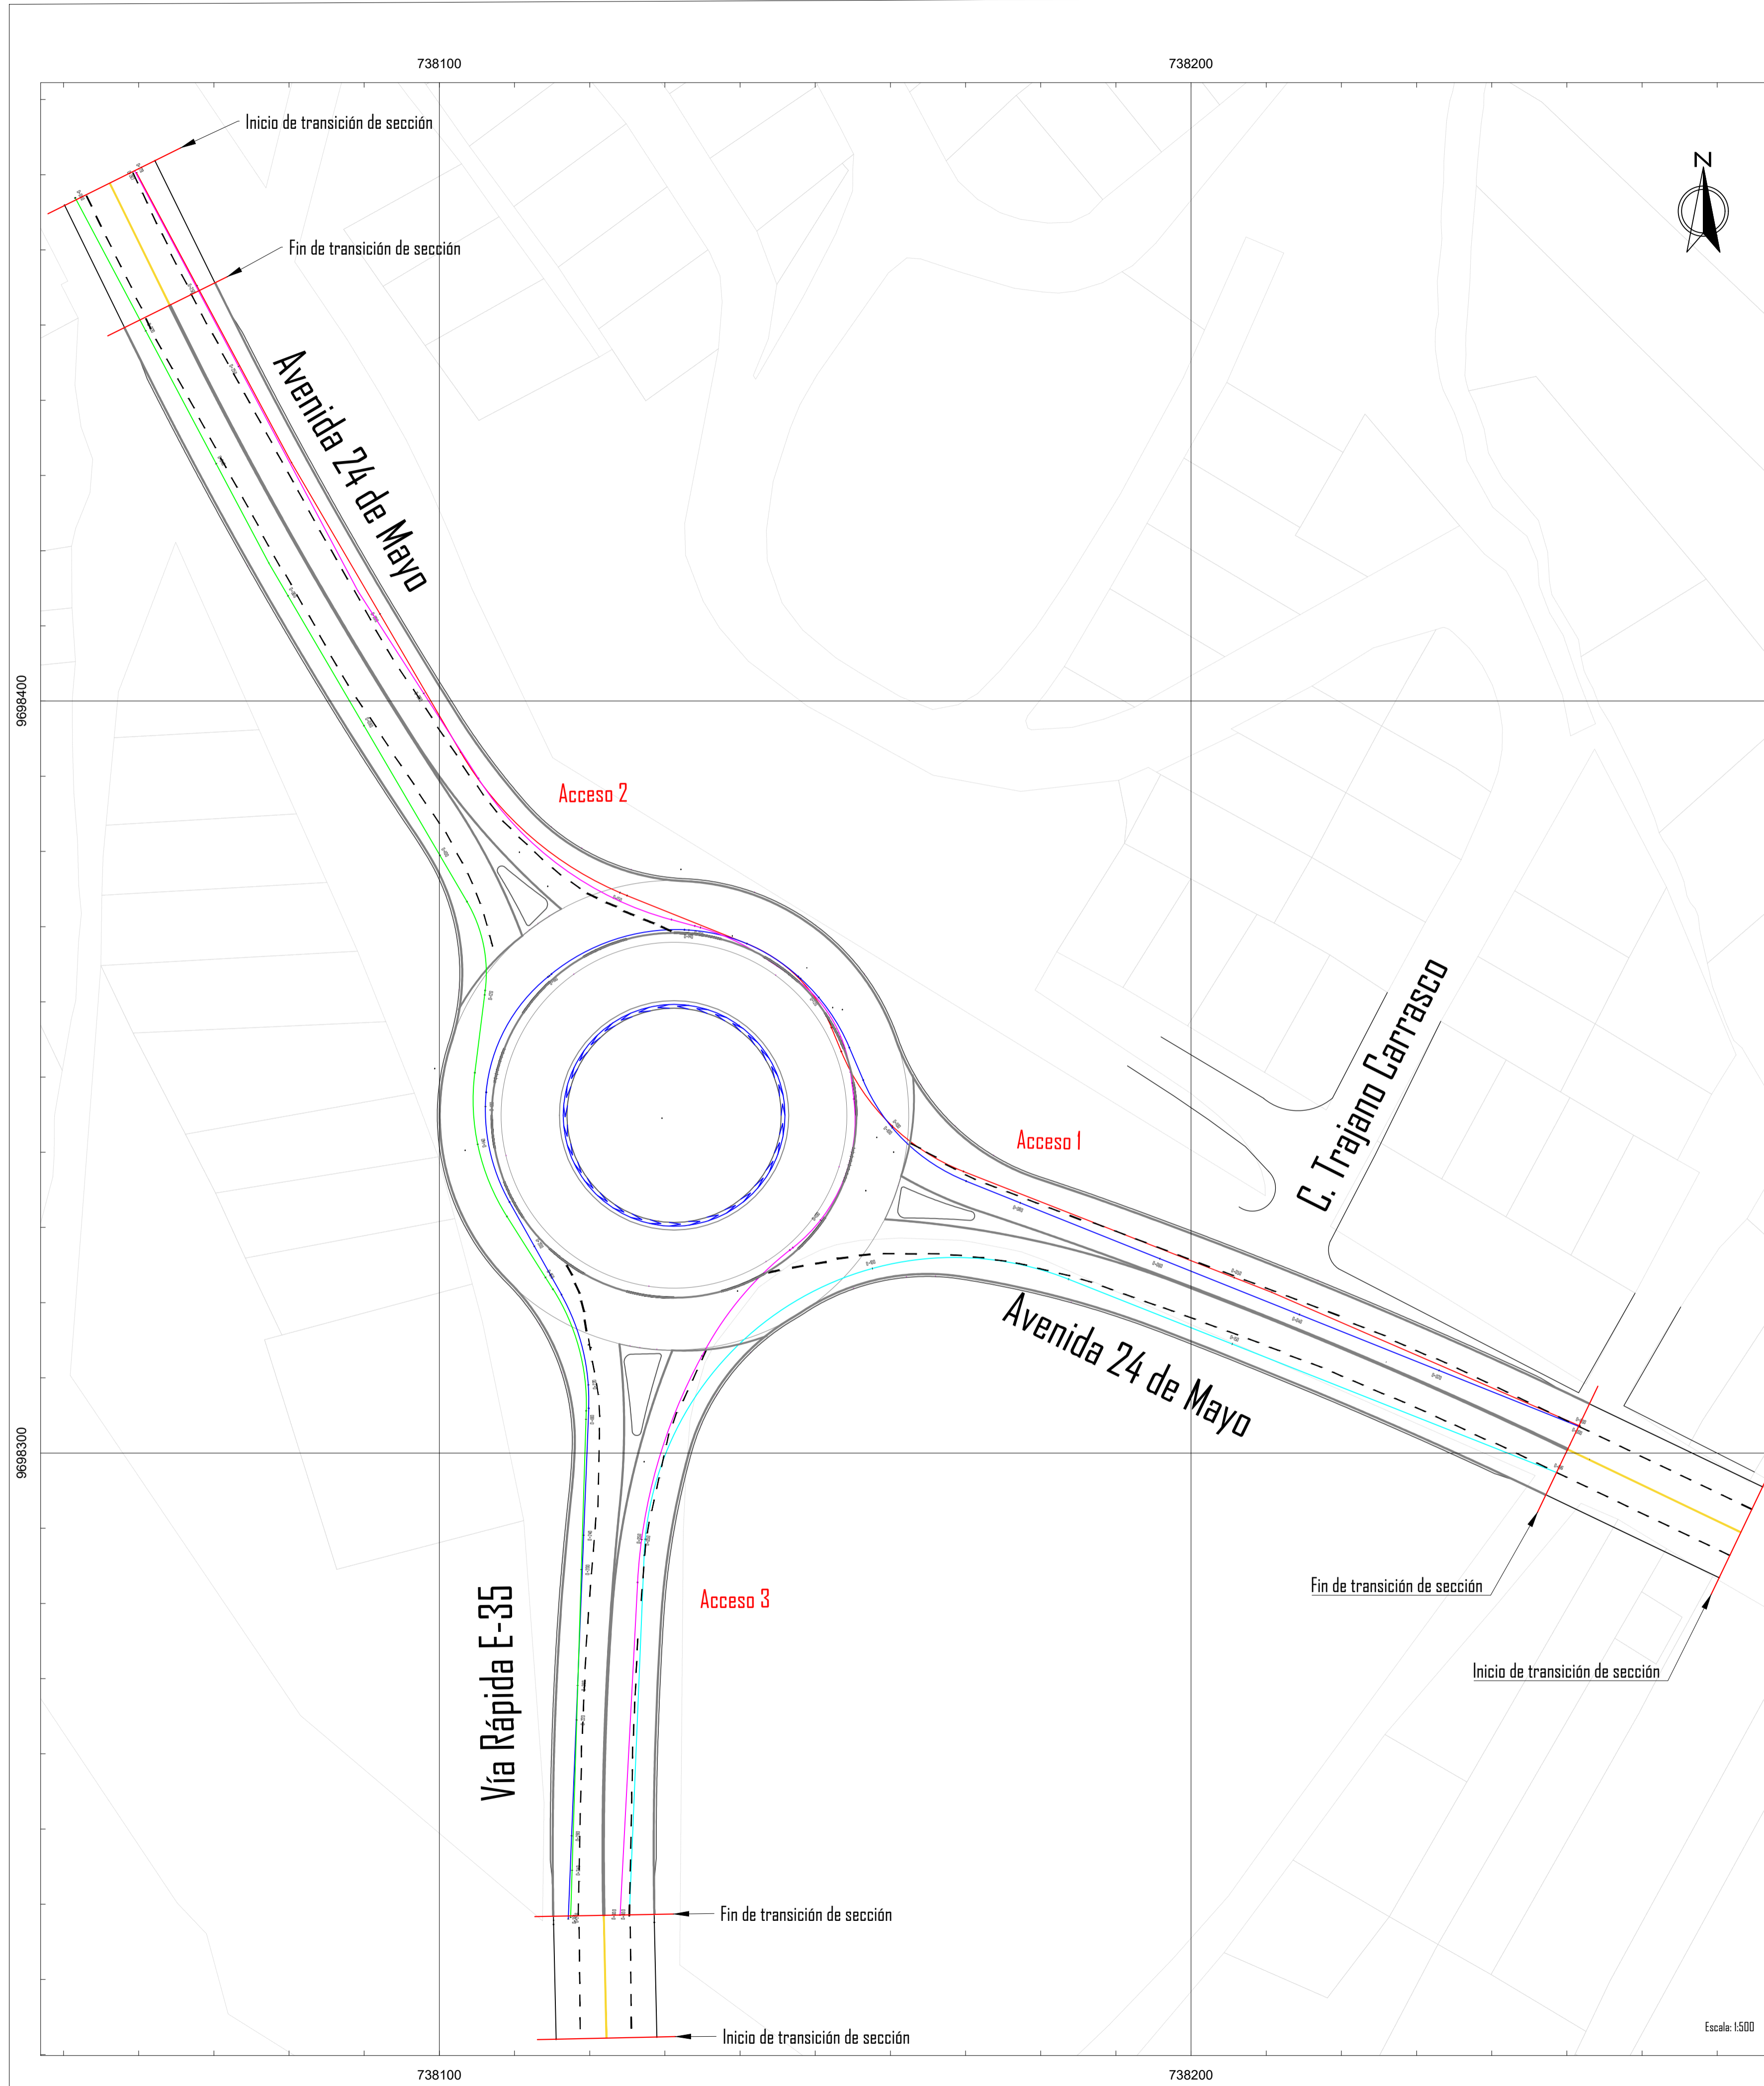 738100
738200
Inicio de transición de sección
N
Fin de transición de sección
Avenida 24 de Mayo
9698400
Acceso 2
C. Trajano Carrasco
Acceso 1
Avenida 24 de Mayo
9698300
Fin de transición de sección
Acceso 3
Vía Rápida E-35
Inicio de transición de sección
Fin de transición de sección
Inicio de transición de sección
Escala: 1:500
738100
738200